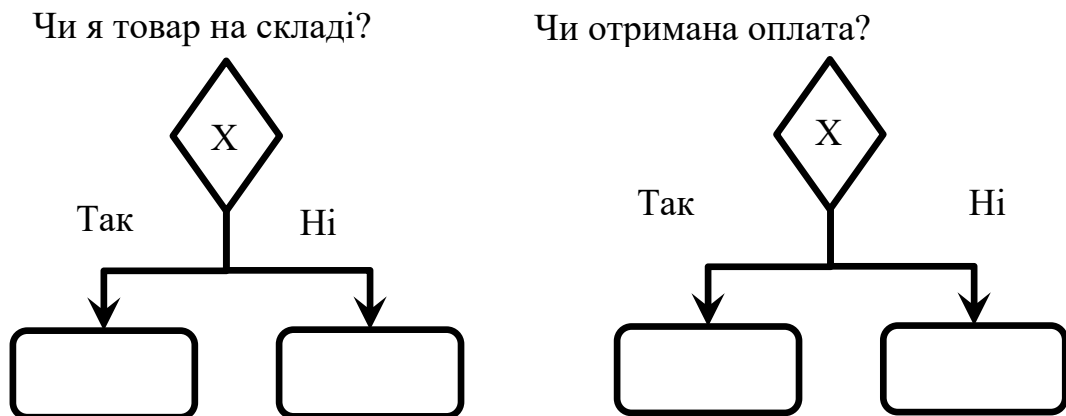 Чи я товар на складі?
Чи отримана оплата?
X
X
Так
Ні
Так
Ні